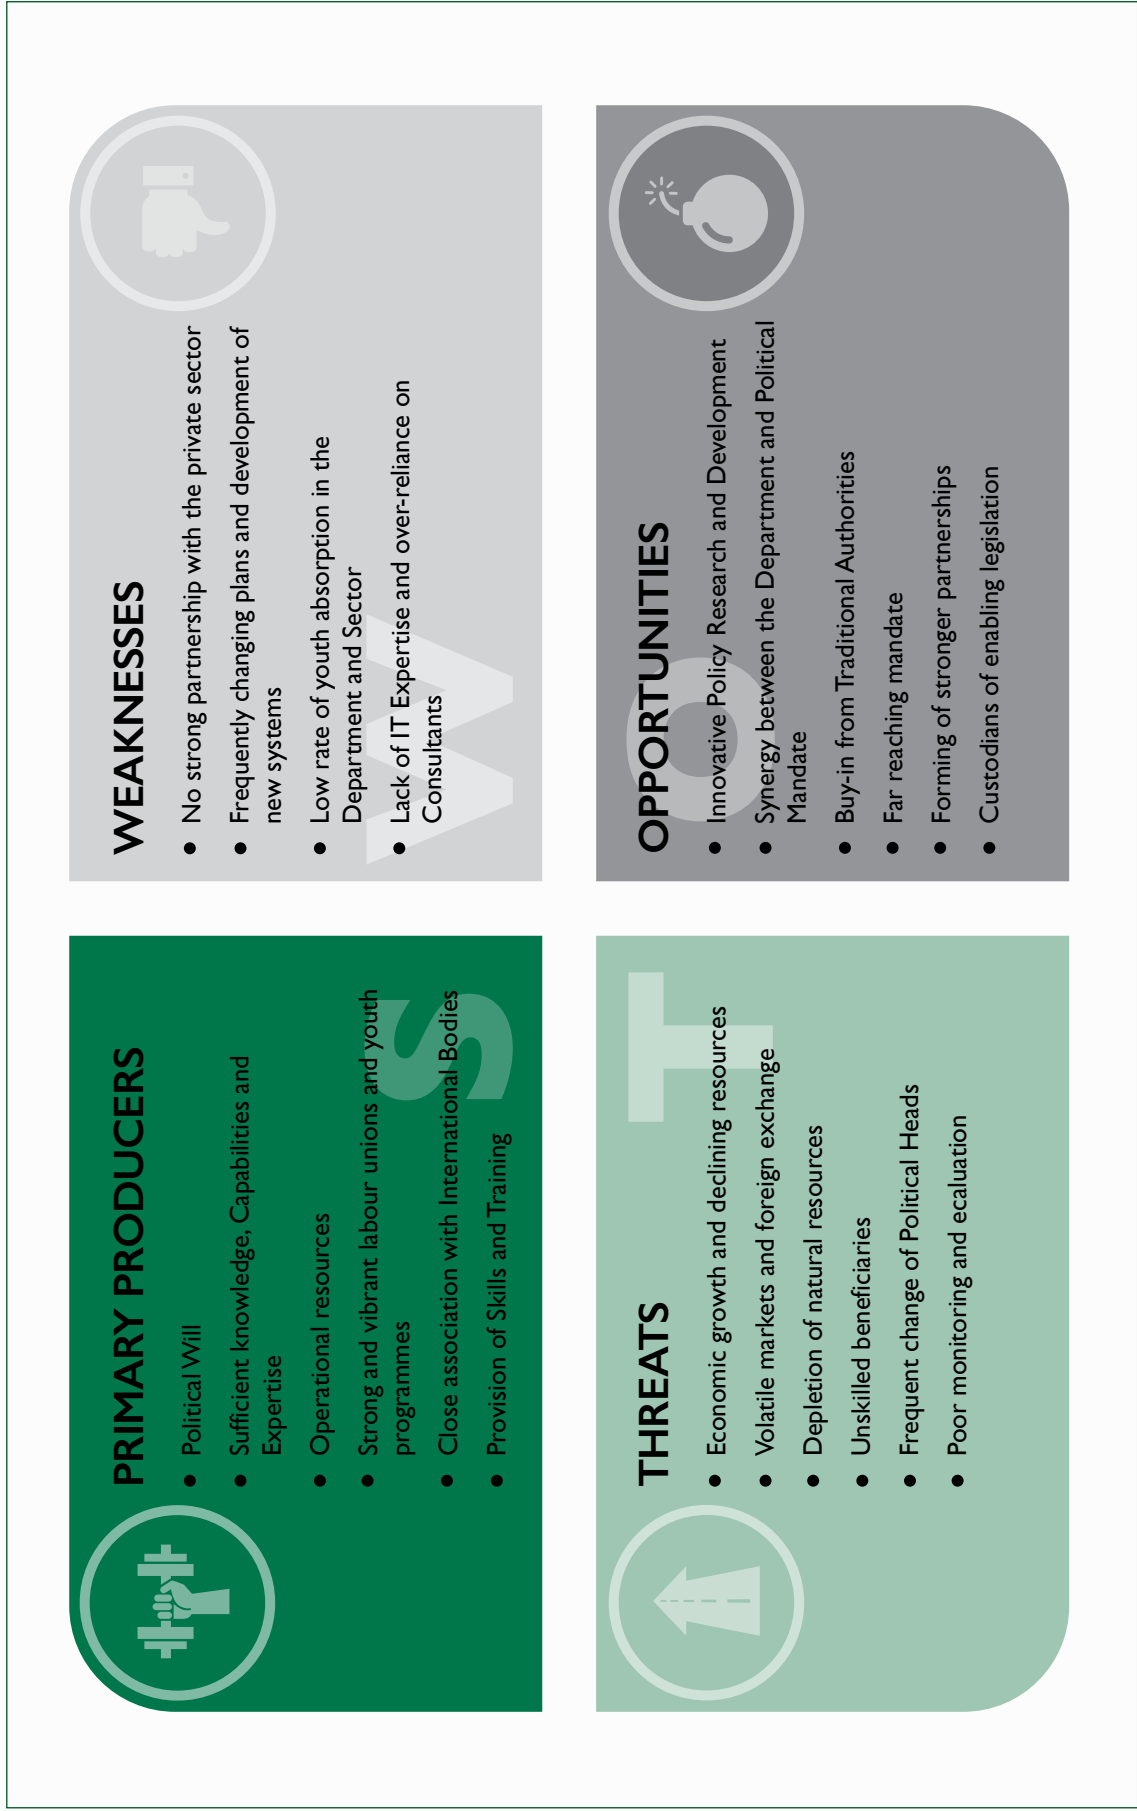 PRIMARY PRODUCERS
• Political Will
• Sufficient knowledge, Capabilities and
Expertise
• Operational resources
• Strong and vibrant labour unions and youth
programmes
• Close association with International Bodies
• Provision of Skills and Training
S
WEAKNESSES
• No strong partnership with the private sector
• Frequently changing plans and development of
new systems
• Low rate of youth absorption in the
Department and Sector
• Lack of IT Expertise and over-reliance on
Consultants
W
THREATS
• Economic growth and declining resources
• Volatile markets and foreign exchange
• Depletion of natural resources
• Unskilled beneficiaries
• Frequent change of Political Heads
• Poor monitoring and ecaluation
T
OPPORTUNITIES
• Innovative Policy Research and Development
• Synergy between the Department and Political
Mandate
• Buy-in from Traditional Authorities
• Far reaching mandate
• Forming of stronger partnerships
• Custodians of enabling legislation
O